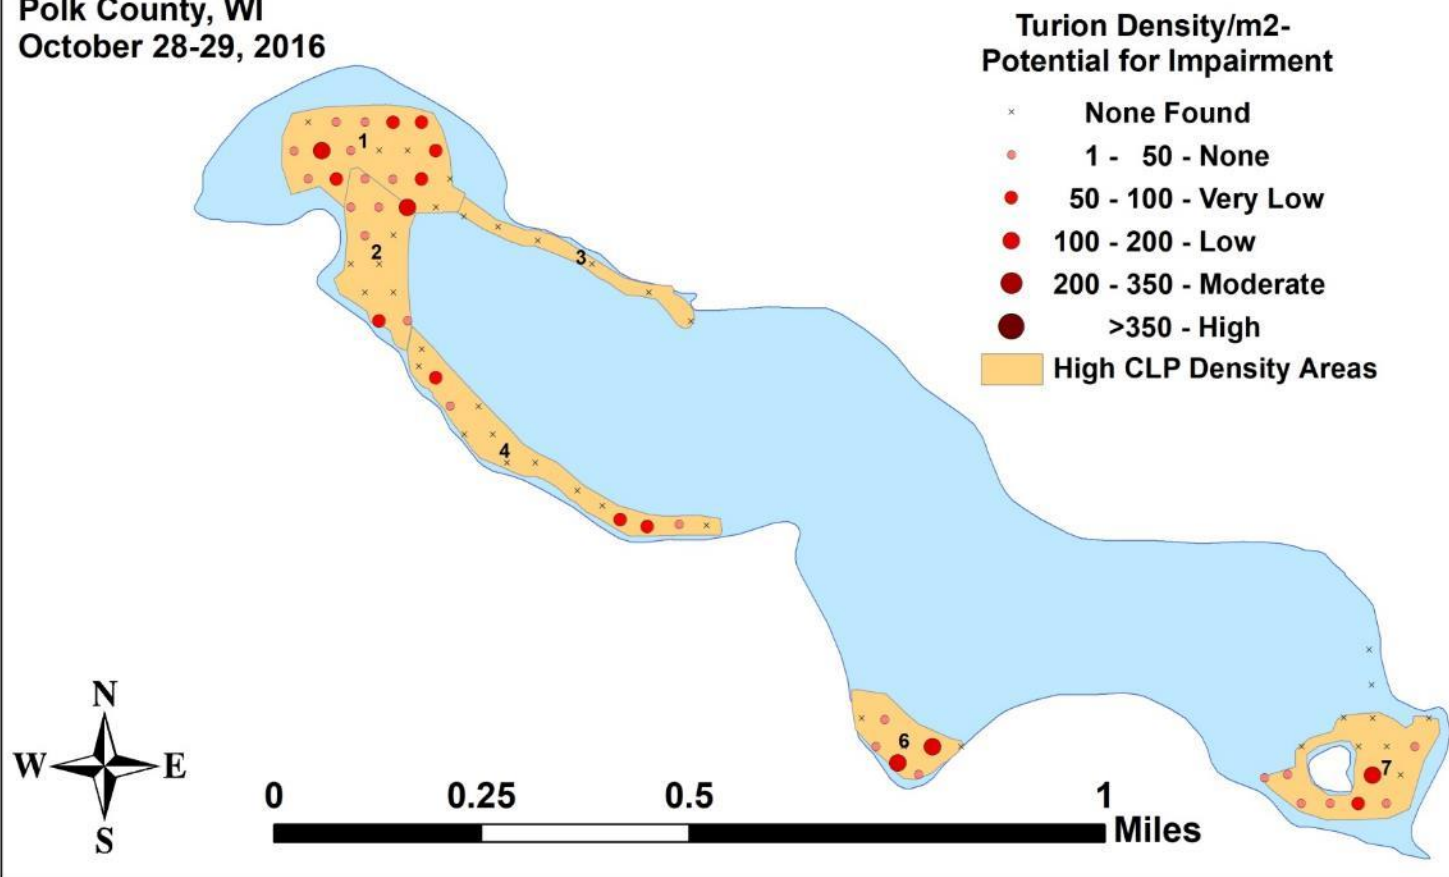 Polk County, WI
October 28-29, 2016
Turion Density/m2-
Potential for Impairment
None Found
1 - 50 - None
50 - 100 - Very Low
100 - 200 - Low
200 - 350 - Moderate
>350 - High
High CLP Density Areas
1
2
3
4
6
7
N
W E
S
0 0.25 0.5 1
Miles